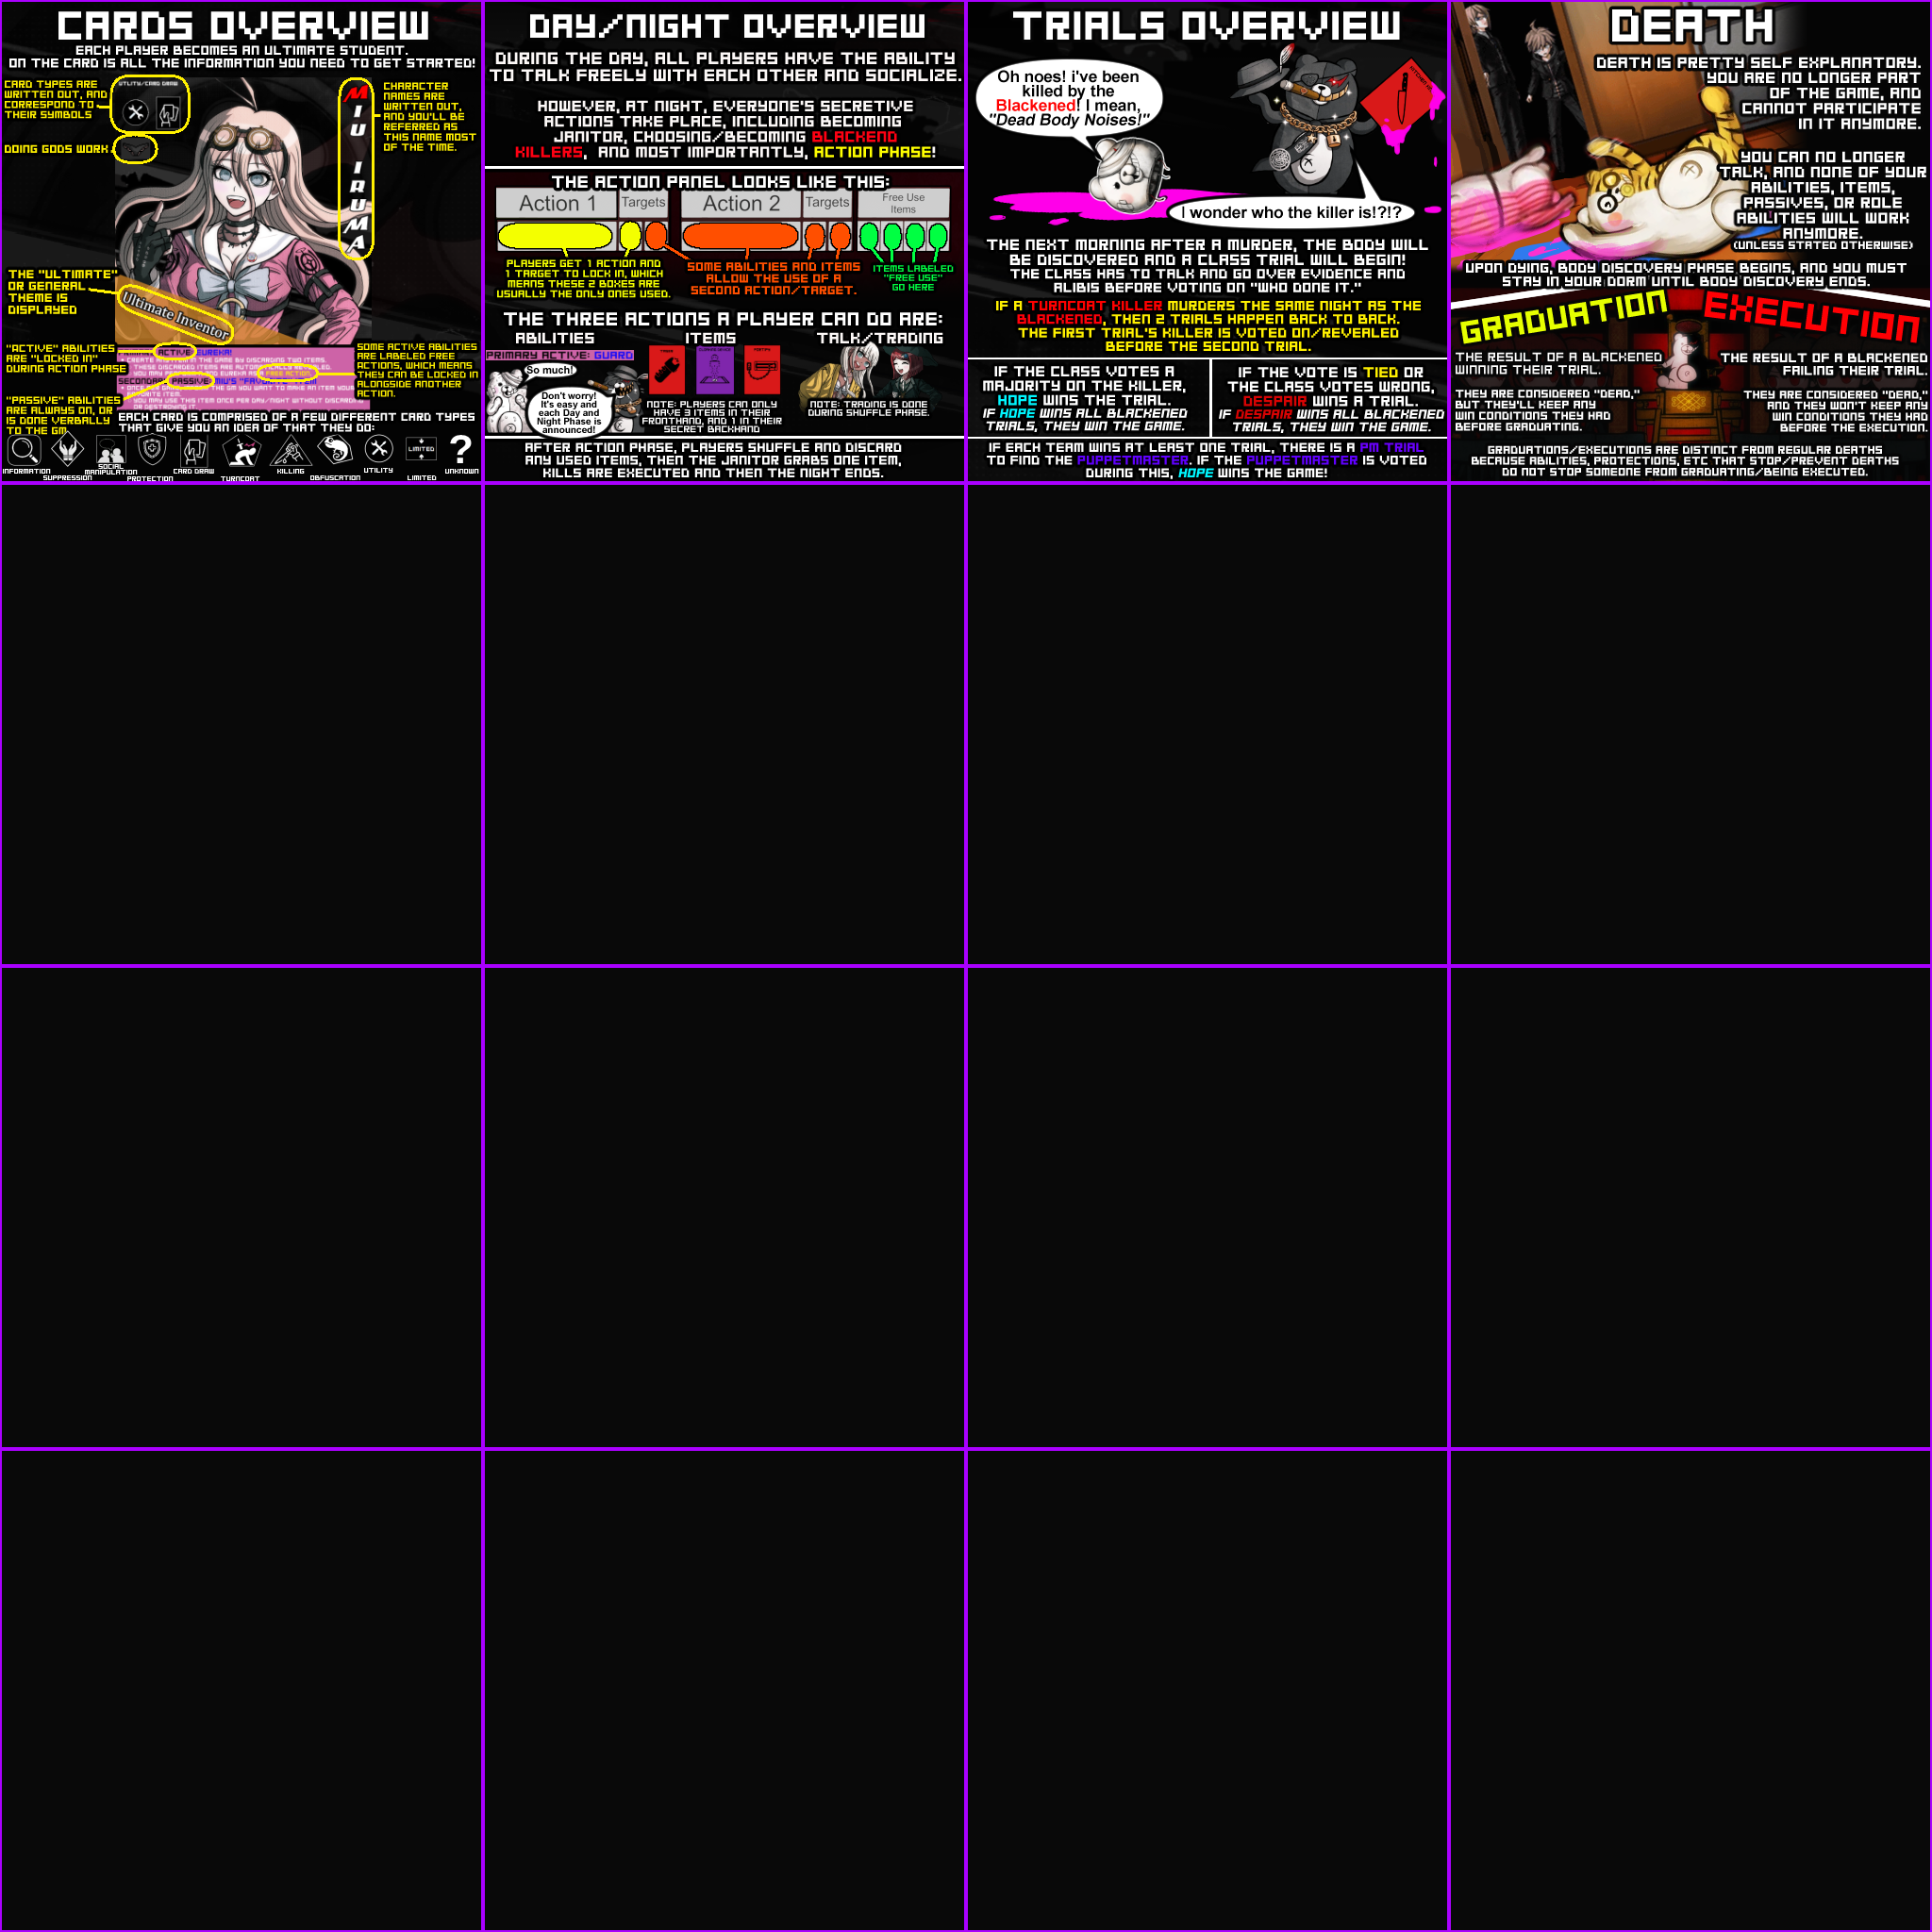 CARDS OVERVIEW
EACH PLAYER BECOMES AN ULTIMATE STUDENT.
ON THE CARD IS ALL THE INFORMATION YOU NEED TO GET STARTED!
CARD TYPES ARE
WRITTEN OUT, AND
CORRESPOND TO
THEIR SYMBOLS
DOING GODS WORK
UTILITY/CARD DRAW
MIU IRUMA
CHARACTER
NAMES ARE
WRITTEN OUT,
AND YOU'LL BE
REFERRED AS
THIS NAME MOST
OF THE TIME.
THE "ULTIMATE"
OR GENERAL
THEME IS
DISPLAYED
Ultimate Inventor
"ACTIVE" ABILITIES
ARE "LOCKED IN"
DURING ACTION PHASE
"PASSIVE" ABILITIES
ARE ALWAYS ON, OR
IS DONE VERBALLY
TO THE GM.
PRIMARY ACTIVE: EUREKA!
THESE DISCARDED ITEMS ARE AUTOMATICALLY REVEALED.
FREE ACTION
SECONDARY PASSIVE: MIU'S "FAVORITE" ITEM
FAVORITE ITEM.
YOU MAY USE THIS ITEM ONCE PER DAY/NIGHT WITHOUT DISCARDING
OR DESTROYING IT
SOME ACTIVE ABILITIES
ARE LABELED FREE
ACTIONS, WHICH MEANS
THEY CAN BE LOCKED IN
ALONGSIDE ANOTHER
ACTION.
EACH CARD IS COMPRISED OF A FEW DIFFERENT CARD TYPES
THAT GIVE YOU AN IDEA OF THAT THEY DO:
LIMITED
?
INFORMATION
SUPPRESSION
SOCIAL
MANIPULATION
PROTECTION
CARD DRAW
TURNCOAT
KILLING
OBFUSCATION
UTILITY
LIMITED
UNKNOWN
DAY/NIGHT OVERVIEW
DURING THE DAY, ALL PLAYERS HAVE THE ABILITY
TO TALK FREELY WITH EACH OTHER AND SOCIALIZE.
HOWEVER, AT NIGHT, EVERYONE'S SECRETIVE
ACTIONS TAKE PLACE, INCLUDING BECOMING
JANITOR, CHOOSING/BECOMING BLACKEND
KILLERS, AND MOST IMPORTANTLY, ACTION PHASE!
THE ACTION PANEL LOOKS LIKE THIS:
Action 1 Targets Action 2 Targets Free Use
Items
PLAYERS GET 1 ACTION AND
1 TARGET TO LOCK IN, WHICH
MEANS THESE 2 BOXES ARE
USUALLY THE ONLY ONES USED.
SOME ABILITIES AND ITEMS
ALLOW THE USE OF A
SECOND ACTION/TARGET.
ITEMS LABELED
"FREE USE"
GO HERE
THE THREE ACTIONS A PLAYER CAN DO ARE:
ABILITIES
ITEMS
TALK/TRADING
PRIMARY ACTIVE: GUARD
So much!
Don't worry!
It's easy and
each Day and
Night Phase is
announced!
NOTE: PLAYERS CAN ONLY
HAVE 3 ITEMS IN THEIR
FRONTHAND, AND 1 IN THEIR
SECRET BACKHAND
NOTE: TRADING IS DONE
DURING SHUFFLE PHASE.
AFTER ACTION PHASE, PLAYERS SHUFFLE AND DISCARD
ANY USED ITEMS, THEN THE JANITOR GRABS ONE ITEM,
KILLS ARE EXECUTED AND THEN THE NIGHT ENDS.
TRIALS OVERVIEW
Oh noes! i've been
killed by the
Blackened! I mean,
"Dead Body Noises!"
I wonder who the killer is!?!?
THE NEXT MORNING AFTER A MURDER, THE BODY WILL
BE DISCOVERED AND A CLASS TRIAL WILL BEGIN!
THE CLASS HAS TO TALK AND GO OVER EVIDENCE AND
ALIBIS BEFORE VOTING ON "WHO DONE IT."
IF A TURNCOAT KILLER MURDERS THE SAME NIGHT AS THE
BLACKENED, THEN 2 TRIALS HAPPEN BACK TO BACK.
THE FIRST TRIAL'S KILLER IS VOTED ON/REVEALED
BEFORE THE SECOND TRIAL.
IF THE CLASS VOTES A
MAJORITY ON THE KILLER,
HOPE WINS THE TRIAL.
IF HOPE WINS ALL BLACKENED
TRIALS, THEY WIN THE GAME.
IF THE VOTE IS TIED OR
THE CLASS VOTES WRONG,
DESPAIR WINS A TRIAL.
IF DESPAIR WINS ALL BLACKENED
TRIALS, THEY WIN THE GAME.
IF EACH TEAM WINS AT LEAST ONE TRIAL, THERE IS A PM TRIAL
TO FIND THE PUPPETMASTER. IF THE PUPPETMASTER IS VOTED
DURING THIS, HOPE WINS THE GAME!
DEATH
DEATH IS PRETTY SELF EXPLANATORY.
YOU ARE NO LONGER PART
OF THE GAME, AND
CANNOT PARTICIPATE
IN IT ANYMORE.
YOU CAN NO LONGER
TALK, AND NONE OF YOUR
ABILITIES, ITEMS,
PASSIVES, OR ROLE
ABILITIES WILL WORK
ANYMORE.
(UNLESS STATED OTHERWISE)
UPON DYING, BODY DISCOVERY PHASE BEGINS, AND YOU MUST
STAY IN YOUR DORM UNTIL BODY DISCOVERY ENDS.
GRADUATION
THE RESULT OF A BLACKENED
WINNING THEIR TRIAL.
THEY ARE CONSIDERED "DEAD,"
BUT THEY'LL KEEP ANY
WIN CONDITIONS THEY HAD
BEFORE GRADUATING.
EXECUTION
THE RESULT OF A BLACKENED
FAILING THEIR TRIAL.
THEY ARE CONSIDERED "DEAD,"
AND THEY WON'T KEEP ANY
WIN CONDITIONS THEY HAD
BEFORE THE EXECUTION.
GRADUATIONS/EXECUTIONS ARE DISTINCT FROM REGULAR DEATHS
BECAUSE ABILITIES, PROTECTIONS, ETC THAT STOP/PREVENT DEATHS
DO NOT STOP SOMEONE FROM GRADUATING/BEING EXECUTED.